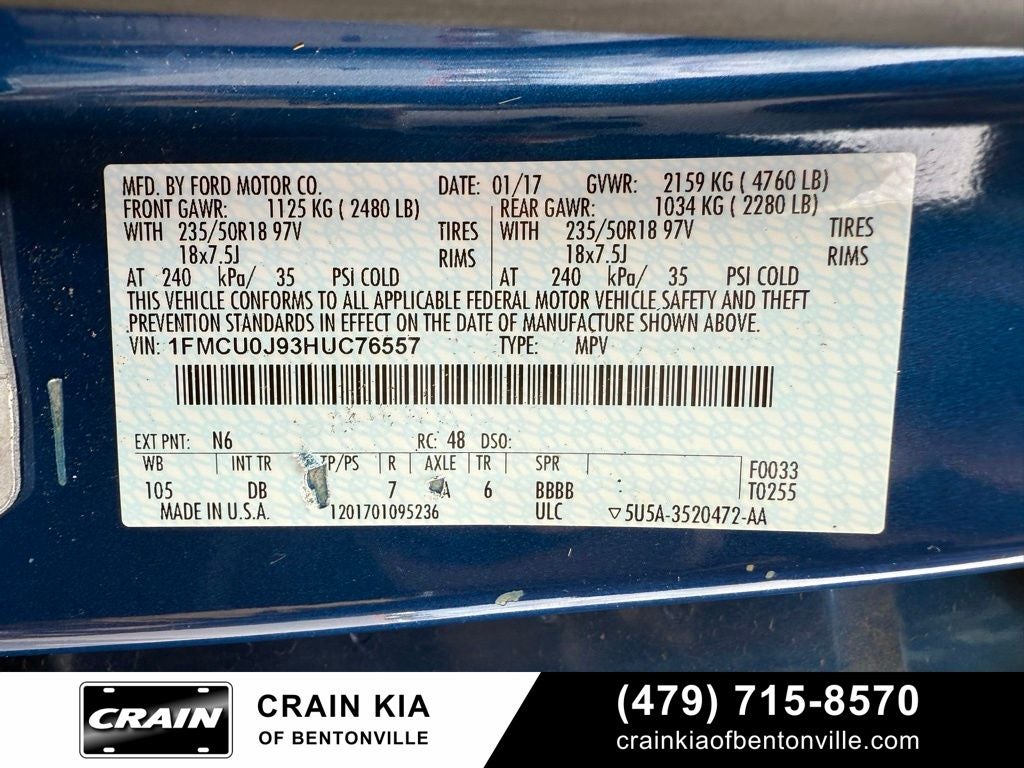 MFD. BY FORD MOTOR CO. DATE: 01/17 GVWR: 2159 KG ( 4760 LB)
FRONT GAWR: 1125 KG ( 2480 LB) REAR GAWR: 1034 KG ( 2280 LB)
WITH 235/50R18 97V TIRES WITH 235/50R18 97V TIRES
18x7.5J RIMS 18x7.5J RIMS
AT 240 kPa/ 35 PSI COLD AT 240 kPa/ 35 PSI COLD
THIS VEHICLE CONFORMS TO ALL APPLICABLE FEDERAL MOTOR VEHICLE SAFETY AND THEFT
PREVENTION STANDARDS IN EFFECT ON THE DATE OF MANUFACTURE SHOWN ABOVE.
VIN: 1FMCU0J93HUC76557 TYPE: MPV
EXT PNT: N6 RC: 48 DSO:
WB INT TR TP/PS R AXLE TR SPR F0033
105 DB 7 A 6 BBBB T0255
MADE IN U.S.A. 1201701095236 ULC ▽5U5A-3520472-AA
CRAIN
CRAIN KIA
OF BENTONVILLE
(479) 715-8570
crainkiaofbentonville.com